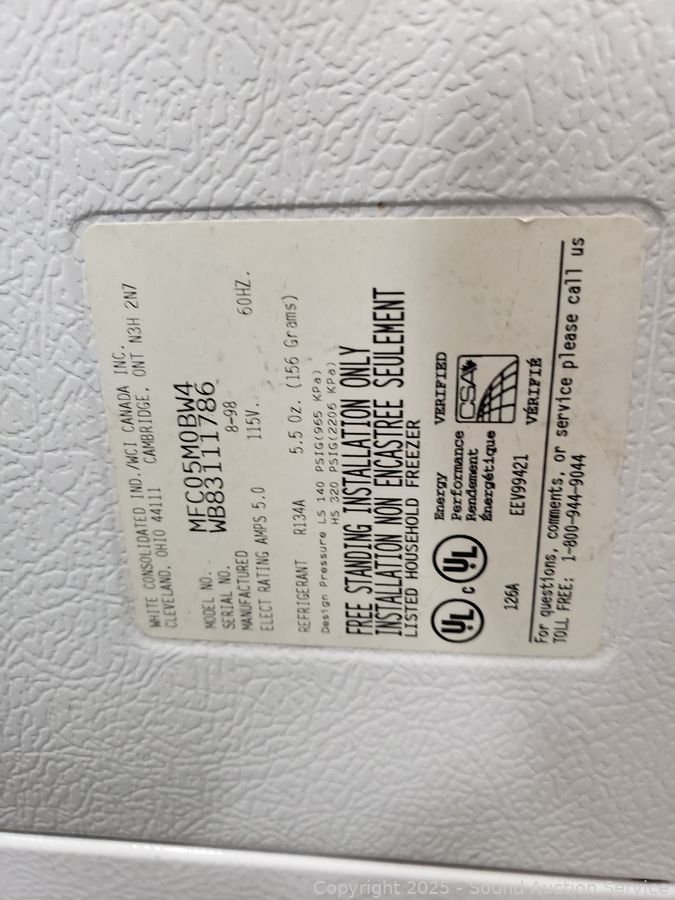 WHITE CONSOLIDATED IND./WCI CANADA INC.
CLEVELAND, OHIO 44111 CAMBRIDGE, ONT N3H 2N7
MODEL NO.. MFC05M0BW4
SERIAL NO. WB83111786
MANUFACTURED 8-98
ELECT RATING AMPS 5.0 115V.. 60HZ.
REFRIGERANT R134A 5.5 Oz. (156 Grams)
Design Pressure LS 140 PSIG(965 KPa)
HS 320 PSIG(2206 KPa)
FREE STANDING INSTALLATION ONLY
INSTALLATION NON ENCASTREE SEULEMENT
LISTED HOUSEHOLD FREEZER
UL C UL
Energy VERIFIED
Performance
Rendement
Énergétique
CSA
VÉRIFIÉ
126A EEV99421
For questions, comments, or service please call us
TOLL FREE: 1-800-944-9044
Copyright 2025 - Sound Auction Service